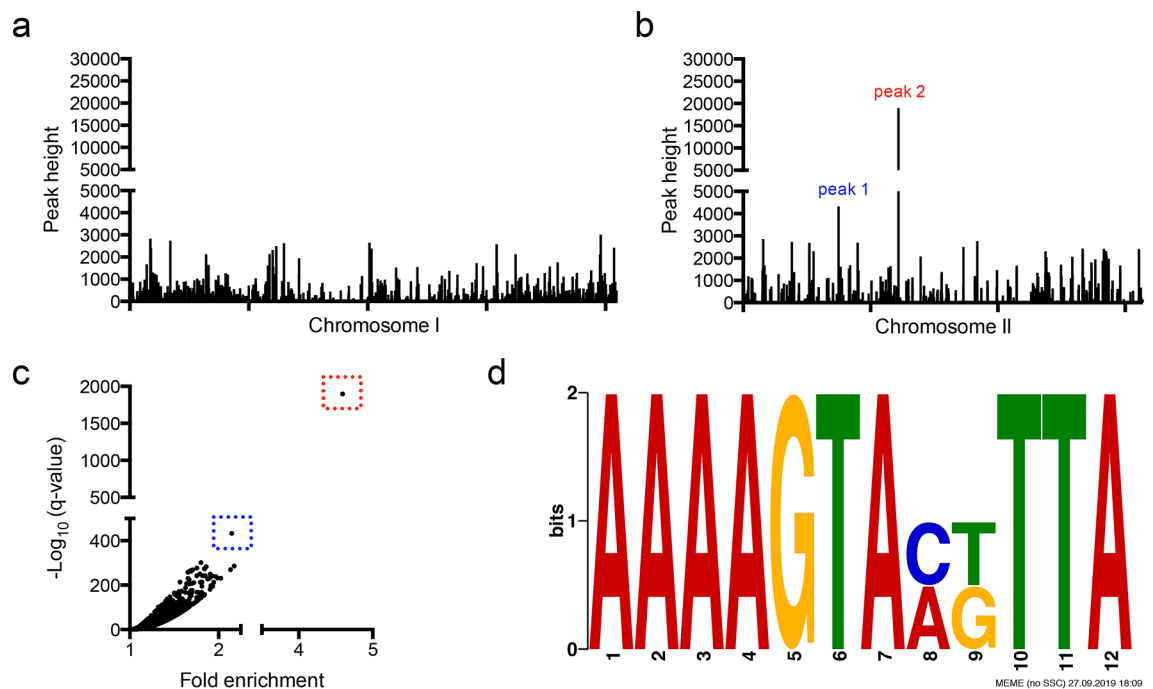 a
30000
25000
20000
15000
10000
5000
5000
4000
3000
2000
1000
0
Peak height
Chromosome I
b
30000
25000
20000
15000
10000
5000
5000
4000
3000
2000
1000
0
Peak height
peak 2
peak 1
Chromosome II
c
2000
1500
1000
500
400
200
0
-Log10 (q-value)
1 2 4 5
Fold enrichment
d
2
1
0
bits
AAAAGTACTTTA
AG
1 2 3 4 5 6 7 8 9 10 11 12
MEME (no SSC) 27.09.2019 18:09